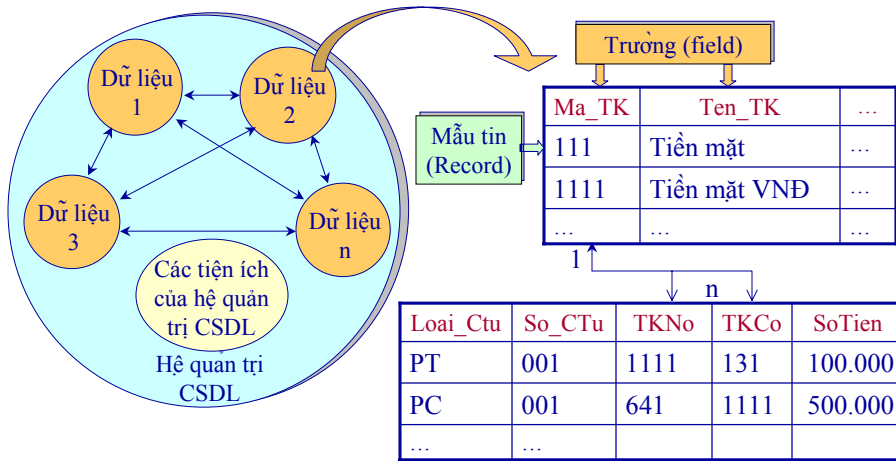 Dữ liệu
1
Dữ liệu
2
Dữ liệu
3
Dữ liệu
n
Các tiện ích
của hệ quản
trị CSDL
Hệ quản trị
CSDL
Trường (field)
Mẫu tin
(Record)
Ma_TK Ten_TK …
111 Tiền mặt …
1111 Tiền mặt VNĐ …
… … …
1
n
Loai_Ctu So_CTu TKNo TKCo SoTien
PT 001 1111 131 100.000
PC 001 641 1111 500.000
… …